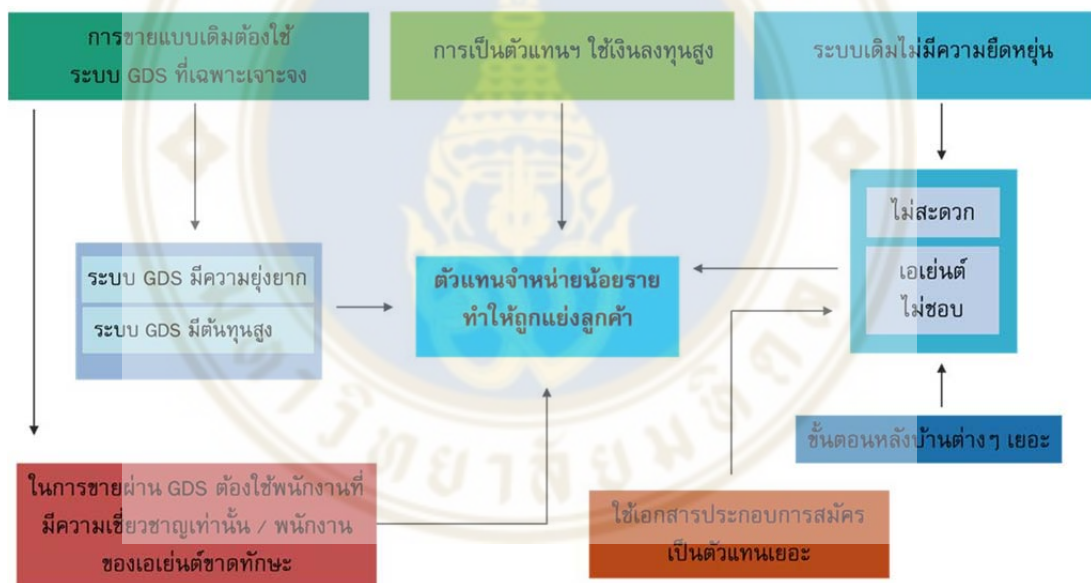 การขายแบบเดิมต้องใช้
ระบบ GDS ที่เฉพาะเจาะจง
การเป็นตัวแทนฯ ใช้เงินลงทุนสูง
ระบบเดิมไม่มีความยืดหยุ่น
ระบบ GDS มีความยุ่งยาก
ระบบ GDS มีต้นทุนสูง
ตัวแทนจำหน่ายน้อยราย
ทำให้ถูกแย่งลูกค้า
ไม่สะดวก
เอเย่นต์
ไม่ชอบ
ขั้นตอนหลังบ้านต่างๆ เยอะ
ในการขายผ่าน GDS ต้องใช้พนักงานที่
มีความเชี่ยวชาญเท่านั้น / พนักงาน
ของเอเย่นต์ขาดทักษะ
ใช้เอกสารประกอบการสมัคร
เป็นตัวแทนเยอะ
มหาวิทยาลัยมหิดล